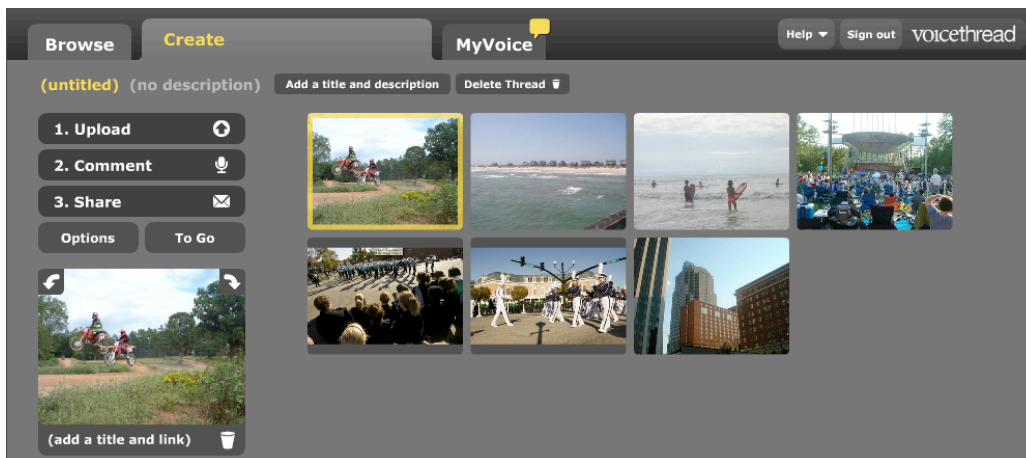 Browse
Create
MyVoice
Help
Sign out
voicethread
(untitled) (no description) Add a title and description Delete Thread
1. Upload
2. Comment
3. Share
Options
To Go
(add a title and link)